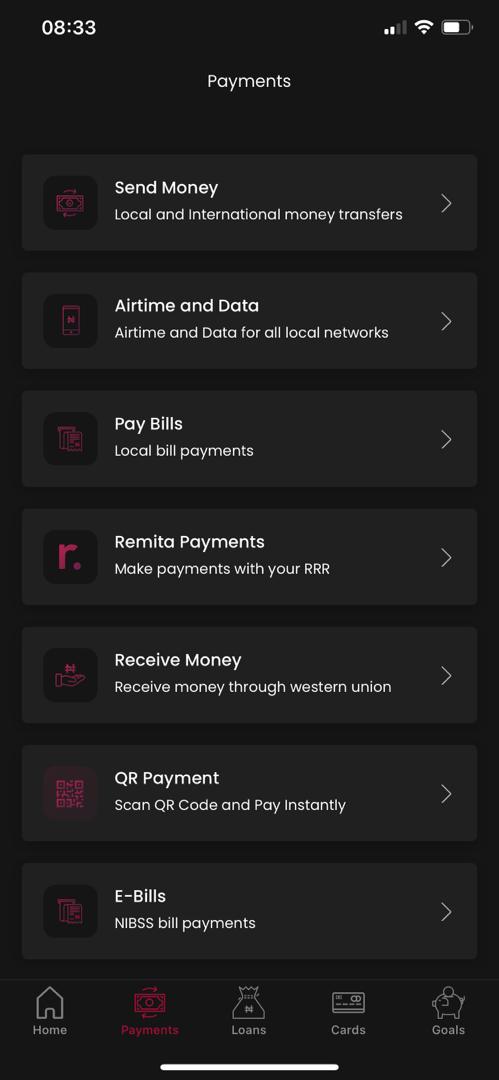 08:33
Payments
Send Money
Local and International money transfers
Airtime and Data
Airtime and Data for all local networks
Pay Bills
Local bill payments
r.
Remita Payments
Make payments with your RRR
Receive Money
Receive money through western union
QR Payment
Scan QR Code and Pay Instantly
E-Bills
NIBSS bill payments
Home
Payments
Loans
Cards
Goals